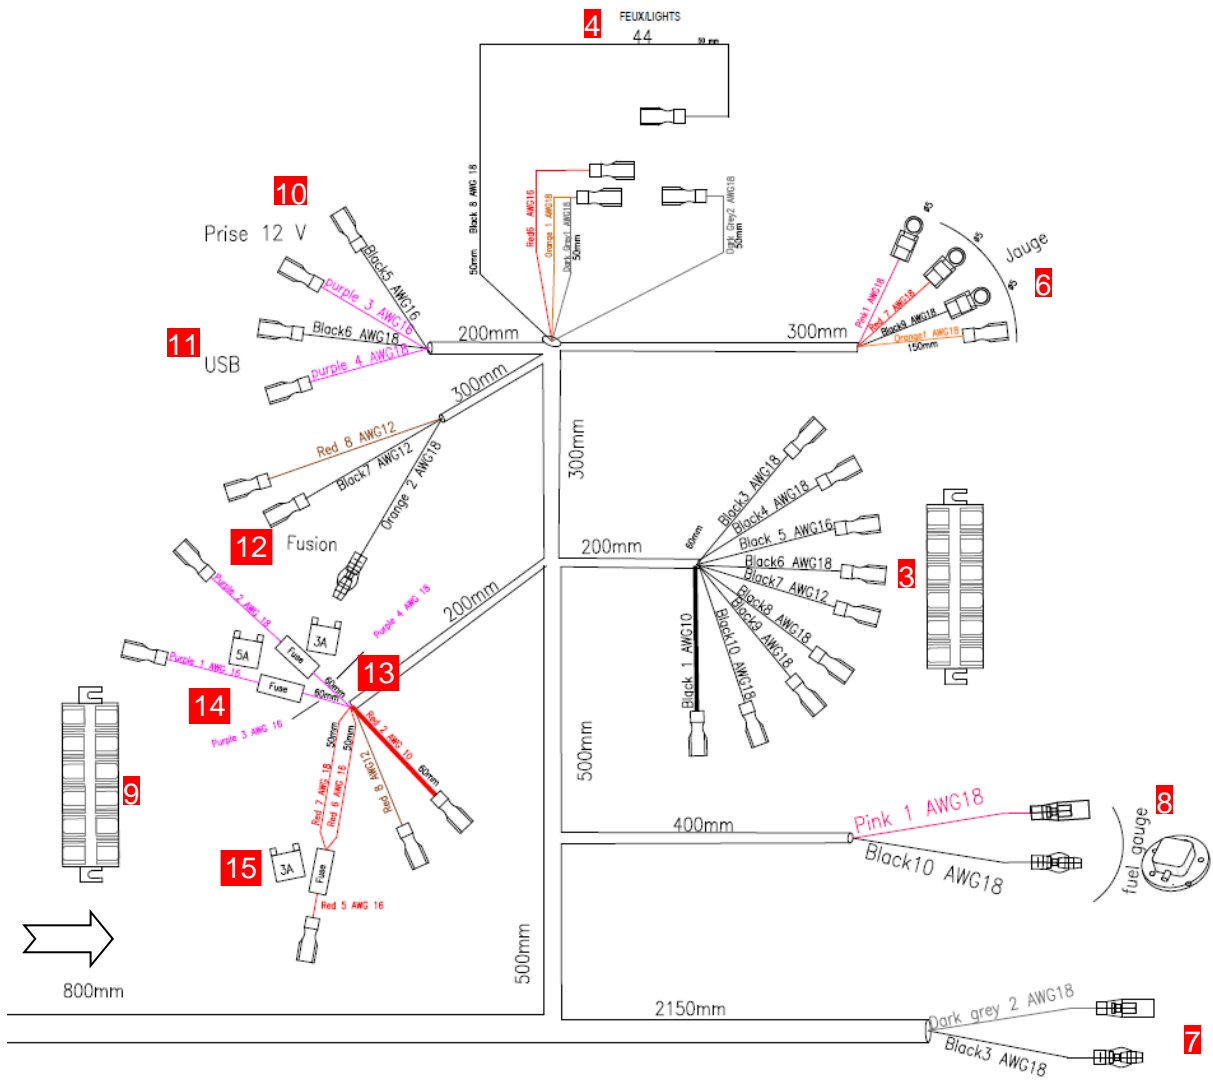 FEUX/LIGHTS
4
44
50 mm
Black 8 AWG 18
50mm
Red6 AWG16
Orange 1 AWG18
Dark Grey1 AWG18
50mm
Dark Grey2 AWG18
50mm
10
Prise 12 V
Black5 AWG16
purple 3 AWG16
Black6 AWG18
purple 4 AWG18
11
USB
200mm
300mm
ø5
ø5
ø5
Jauge
6
Pink1 AWG18
Red 7 AWG18
Black9 AWG18
Orange1 AWG18
150mm
300mm
Red 8 AWG12
Black7 AWG12
Orange 2 AWG18
12
Fusion
300mm
200mm
60mm
Black3 AWG18
Black4 AWG18
Black 5 AWG16
Black6 AWG18
Black7 AWG12
Black8 AWG18
Black9 AWG18
Black10 AWG18
Black 1 AWG10
3
200mm
Purple 2 AWG 18
Purple 4 AWG 18
3A
5A
Fuse
60mm
13
Purple 1 AWG 16
Fuse
60mm
14
Purple 3 AWG 16
50mm
50mm
Red 2 AWG 10
60mm
Red 7 AWG 18
Red 6 AWG 16
Red 8 AWG12
9
15
3A
Fuse
Red 5 AWG 16
500mm
400mm
Pink 1 AWG18
Black10 AWG18
8
fuel gauge
500mm
800mm
2150mm
Dark grey 2 AWG18
Black3 AWG18
7